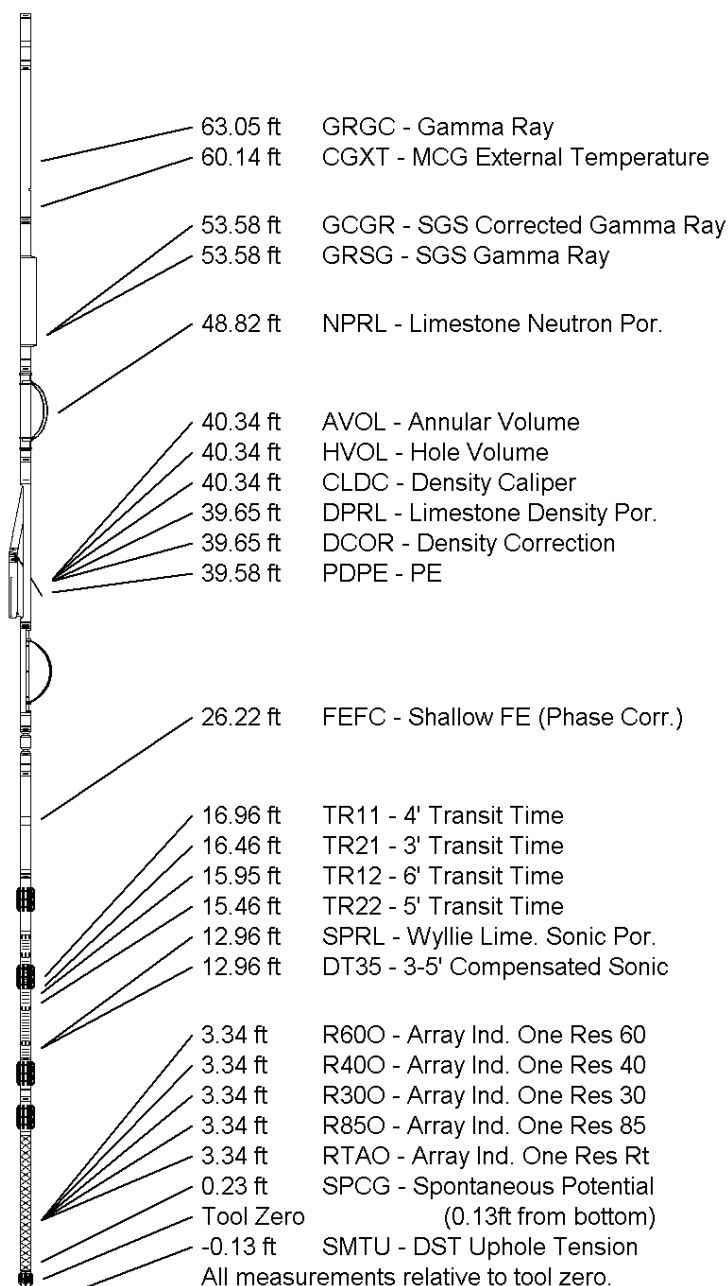 63.05 ft GRGC - Gamma Ray
60.14 ft CGXT - MCG External Temperature
53.58 ft GCGR - SGS Corrected Gamma Ray
53.58 ft GRSG - SGS Gamma Ray
48.82 ft NPRL - Limestone Neutron Por.
40.34 ft AVOL - Annular Volume
40.34 ft HVOL - Hole Volume
40.34 ft CLDC - Density Caliper
39.65 ft DPRL - Limestone Density Por.
39.65 ft DCOR - Density Correction
39.58 ft PDPE - PE
26.22 ft FEFC - Shallow FE (Phase Corr.)
16.96 ft TR11 - 4' Transit Time
16.46 ft TR21 - 3' Transit Time
15.95 ft TR12 - 6' Transit Time
15.46 ft TR22 - 5' Transit Time
12.96 ft SPRL - Wyllie Lime. Sonic Por.
12.96 ft DT35 - 3-5' Compensated Sonic
3.34 ft R60O - Array Ind. One Res 60
3.34 ft R40O - Array Ind. One Res 40
3.34 ft R30O - Array Ind. One Res 30
3.34 ft R85O - Array Ind. One Res 85
3.34 ft RTAO - Array Ind. One Res Rt
0.23 ft SPCG - Spontaneous Potential
Tool Zero (0.13ft from bottom)
-0.13 ft SMTU - DST Uphole Tension
All measurements relative to tool zero.